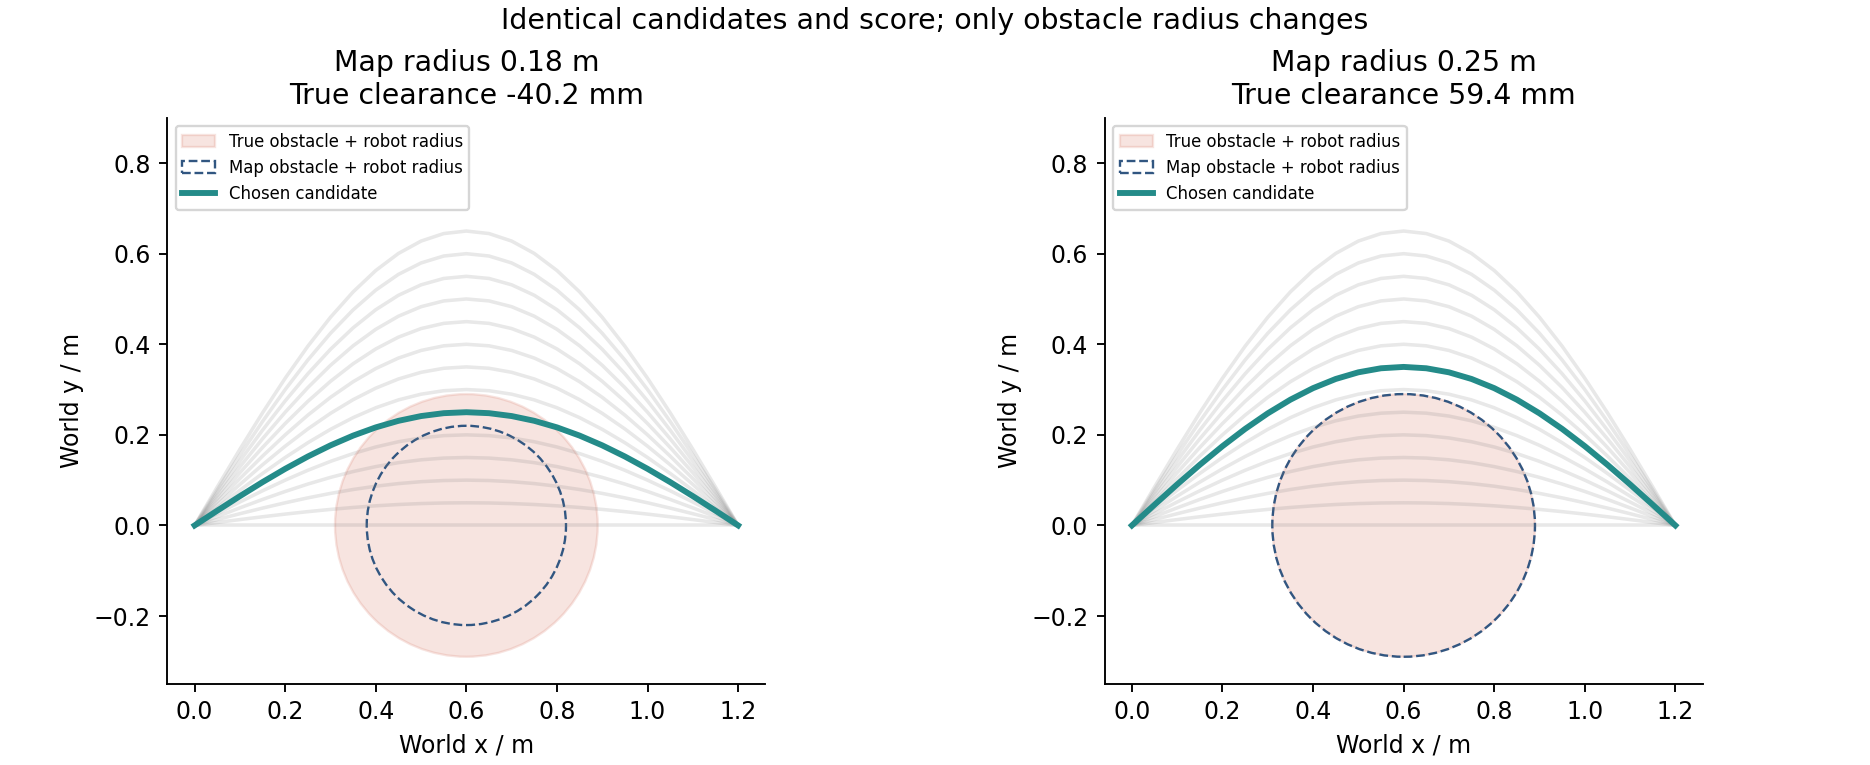 Identical candidates and score; only obstacle radius changes
Map radius 0.18 m
True clearance -40.2 mm
True obstacle + robot radius
Map obstacle + robot radius
Chosen candidate
0.8
0.6
0.4
0.2
0.0
−0.2
World y / m
0.0 0.2 0.4 0.6 0.8 1.0 1.2
World x / m
Map radius 0.25 m
True clearance 59.4 mm
True obstacle + robot radius
Map obstacle + robot radius
Chosen candidate
0.8
0.6
0.4
0.2
0.0
−0.2
World y / m
0.0 0.2 0.4 0.6 0.8 1.0 1.2
World x / m